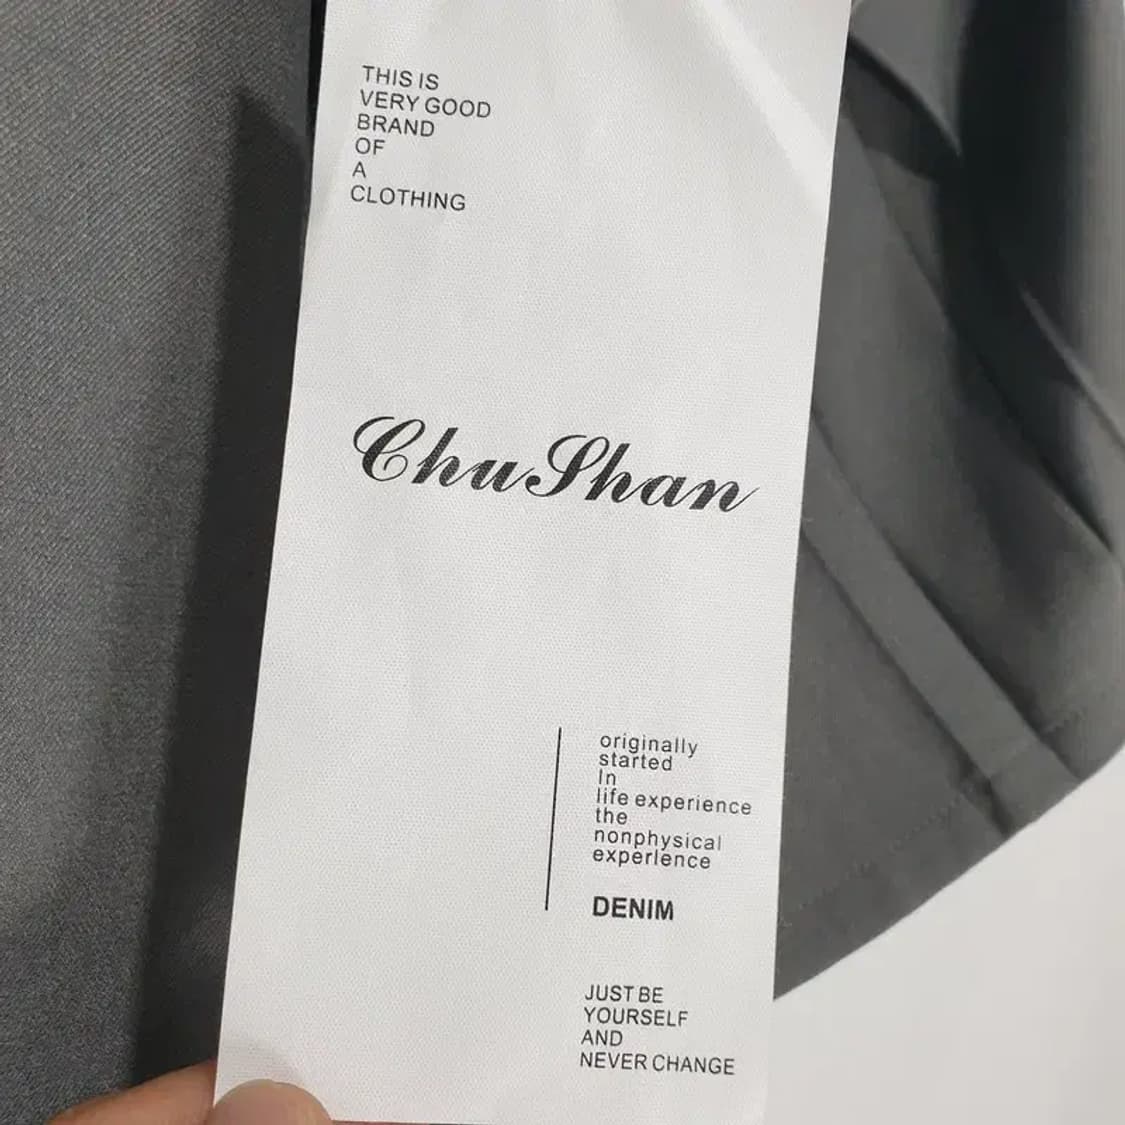 THIS IS
VERY GOOD
BRAND
OF
A
CLOTHING
ChuShan
originally
started
In
life experience
the
nonphysical
experlence
DENIM
JUST BE
YOURSELF
AND
NEVER CHANGE